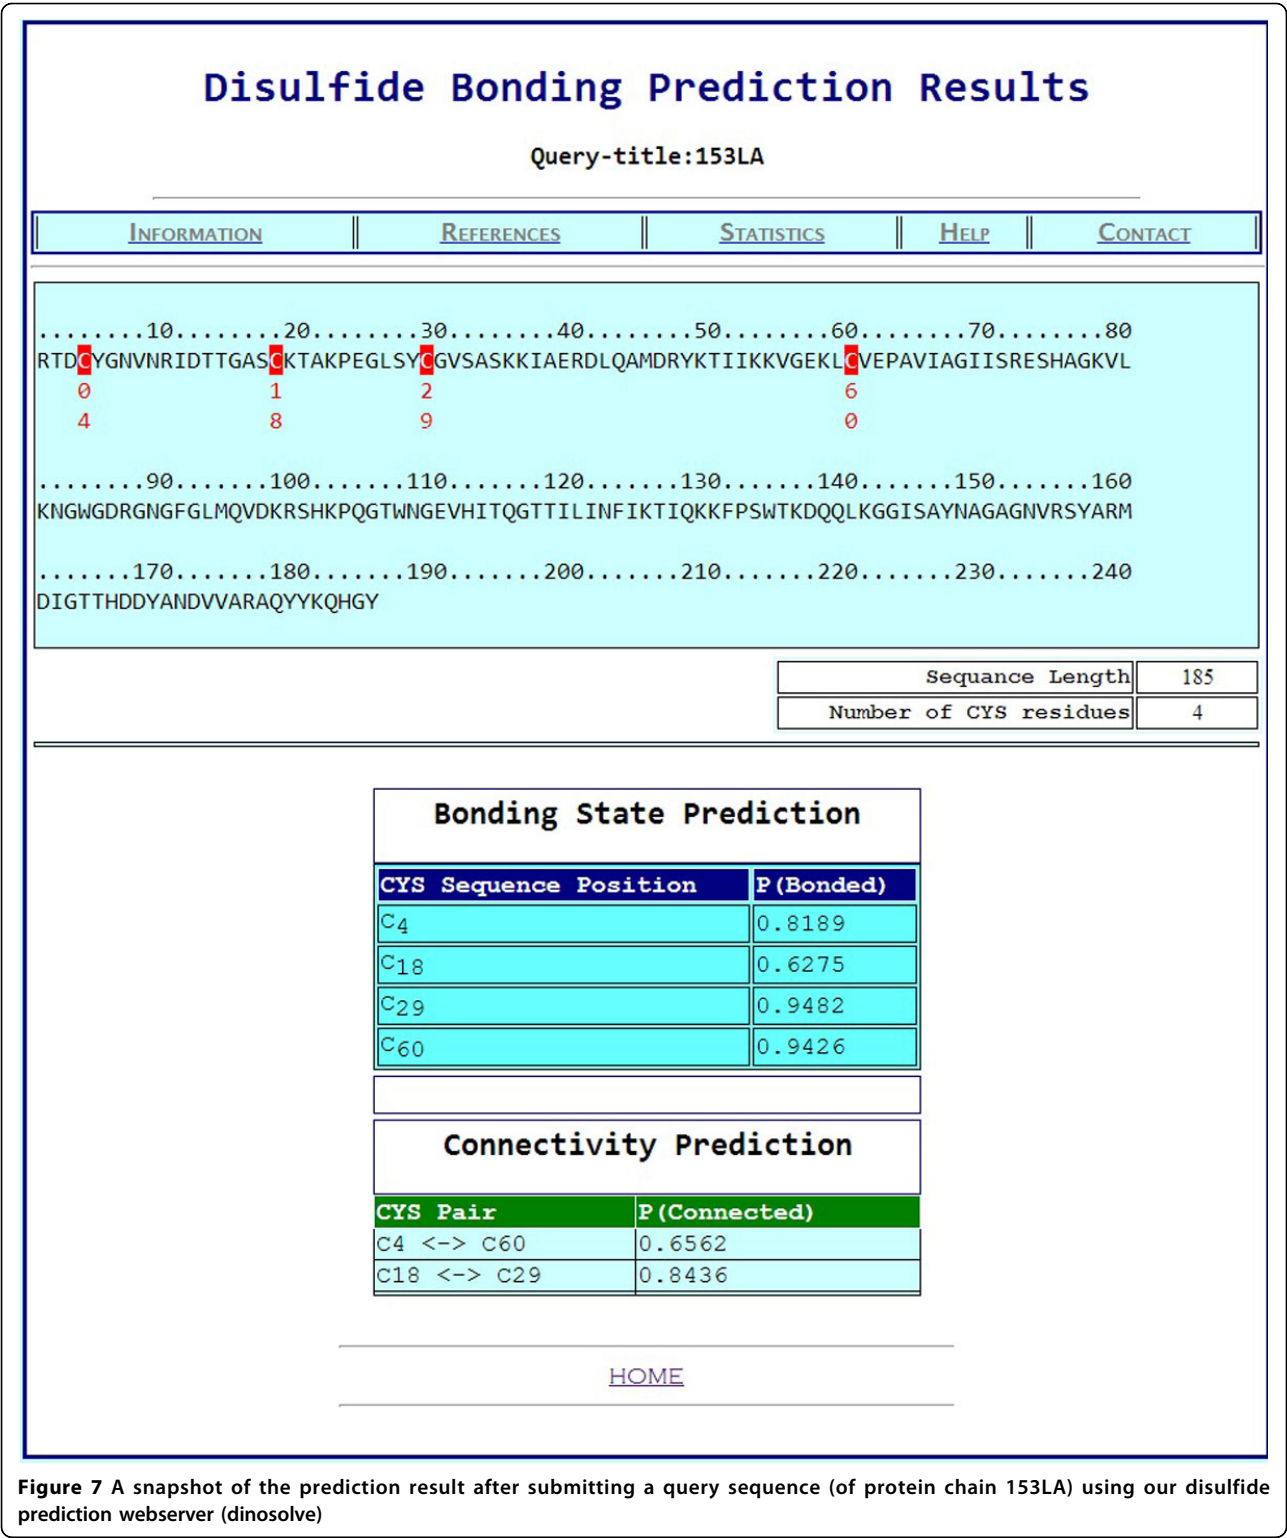 Disulfide Bonding Prediction Results
Query-title:153LA
INFORMATION REFERENCES STATISTICS HELP CONTACT
........10........20........30........40........50........60........70........80
RTDCYGNVNRIDTTGASCKTAKPEGLSYCGVSASKKIAERDLQAMDRYKTIIKKVGEKLCVEPAVIAGIISRESHAGKVL
0 1 2 6
4 8 9 0
........90.......100.......110.......120.......130.......140.......150.......160
KNGWGDRGNGFGLMQVDKRSHKPQGTWNGEVHITQGTTILINFIKTIQKKFPSWTKDQQLKGGISAYNAGAGNVRSYARM
.......170.......180.......190.......200.......210.......220.......230.......240
DIGTTHDDYANDVVARAQYYKQHGY
Sequance Length 185
Number of CYS residues 4
Bonding State Prediction
CYS Sequence Position P(Bonded)
C4 0.8189
C18 0.6275
C29 0.9482
C60 0.9426
Connectivity Prediction
CYS Pair P(Connected)
C4 <-> C60 0.6562
C18 <-> C29 0.8436
HOME
Figure 7 A snapshot of the prediction result after submitting a query sequence (of protein chain 153LA) using our disulfide
prediction webserver (dinosolve)